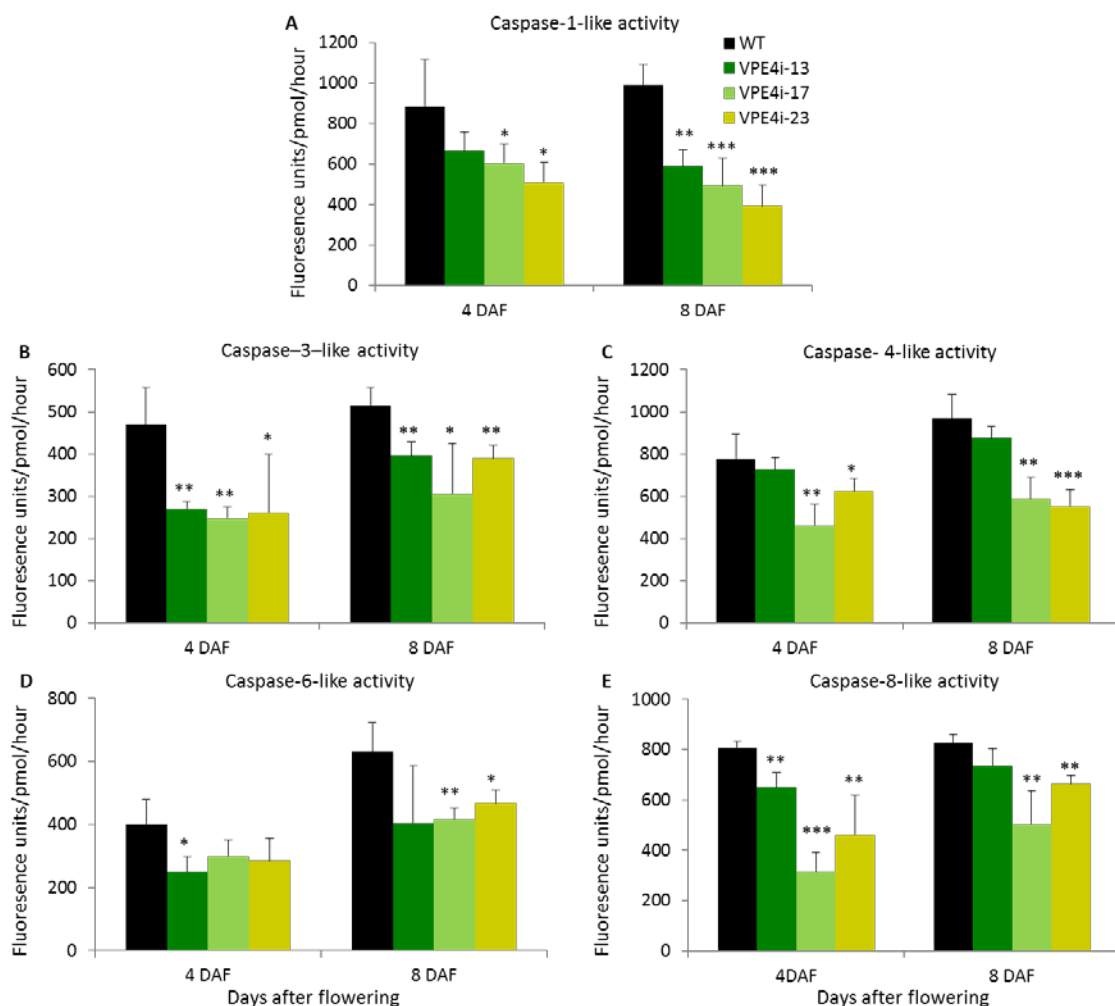 A
Caspase-1-like activity
Fluoresence units/pmol/hour
1200
1000
800
600
400
200
0
WT
VPE4i-13
VPE4i-17
VPE4i-23
*
*
**
***
***
4 DAF
8 DAF
B
Caspase–3–like activity
Fluoresence units/pmol/hour
600
500
400
300
200
100
0
**
**
*
**
*
**
4 DAF
8 DAF
C
Caspase- 4-like activity
Fluoresence units/pmol/hour
1200
1000
800
600
400
200
0
**
*
**
***
4 DAF
8 DAF
D
Caspase-6-like activity
Fluoresence units/pmol/hour
800
600
400
200
0
*
**
*
4 DAF
8 DAF
Days after flowering
E
Caspase-8-like activity
Fluoresence units/pmol/hour
1000
800
600
400
200
0
**
***
**
**
**
4DAF
8 DAF
Days after flowering